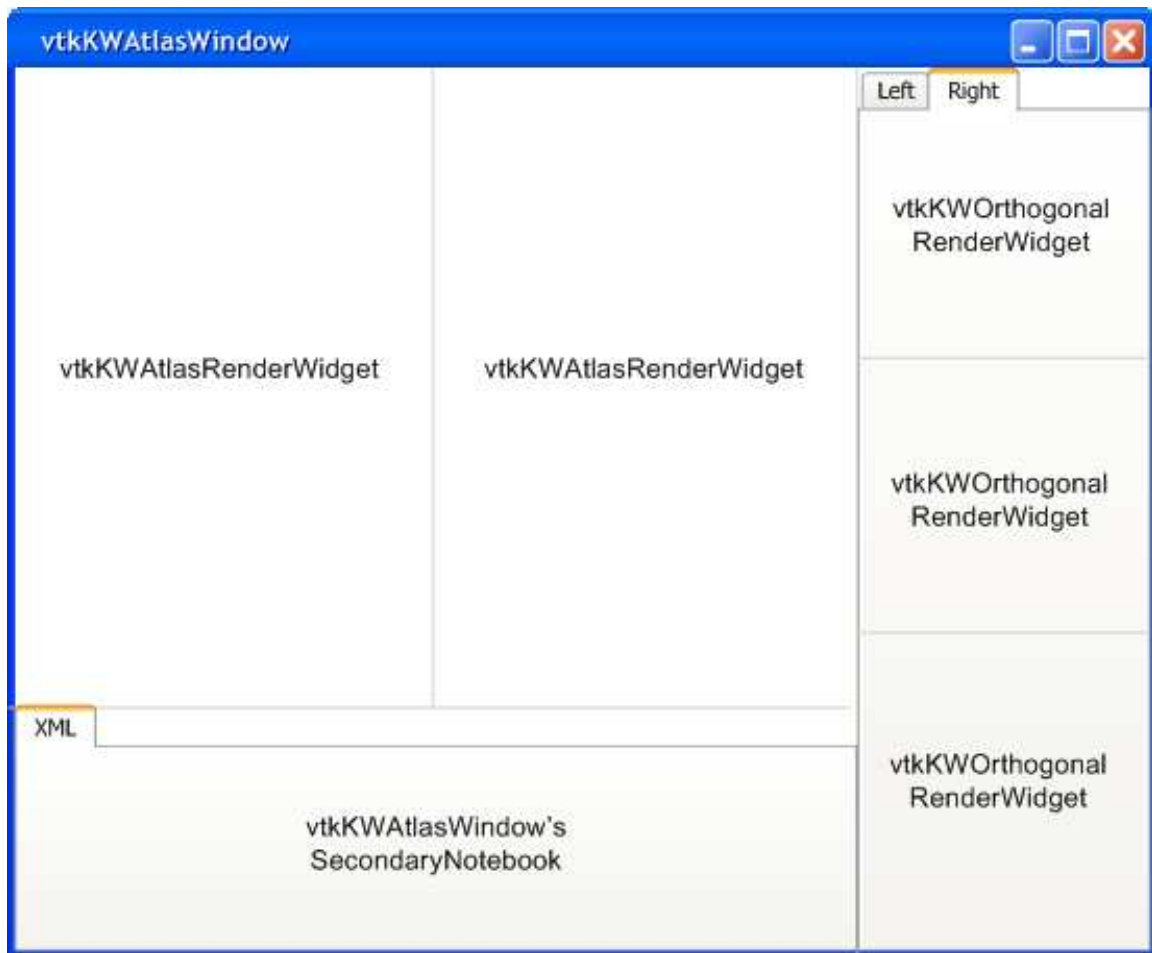 vtkKWAtlasWindow
Left
Right
vtkKWAtlasRenderWidget
vtkKWAtlasRenderWidget
vtkKWOrthogonal
RenderWidget
vtkKWOrthogonal
RenderWidget
vtkKWOrthogonal
RenderWidget
XML
vtkKWAtlasWindow's
SecondaryNotebook